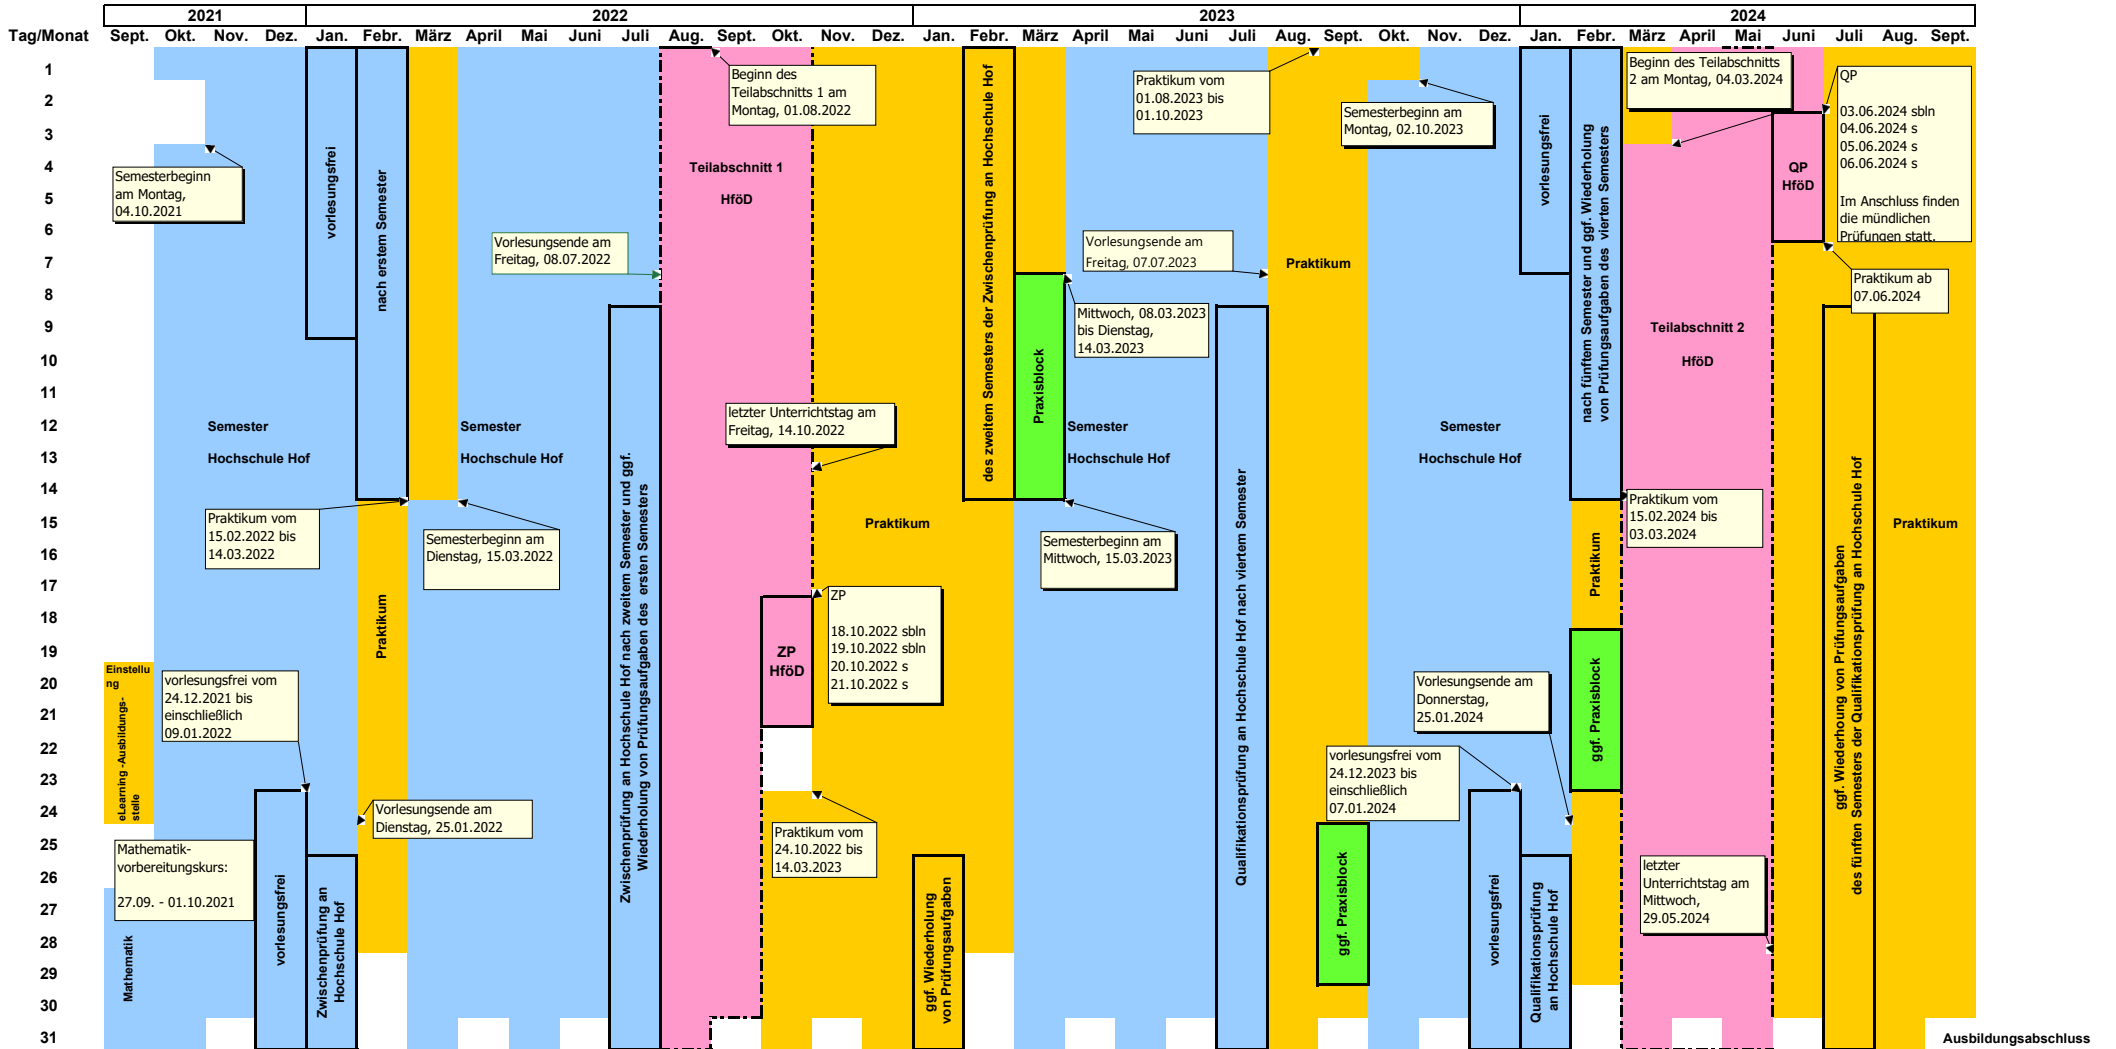 2021 2022 2023 2024
Tag/Monat Sept. Okt. Nov. Dez. Jan. Febr. März April Mai Juni Juli Aug. Sept. Okt. Nov. Dez. Jan. Febr. März April Mai Juni Juli Aug. Sept. Okt. Nov. Dez. Jan. Febr. März April Mai Juni Juli Aug. Sept.
1
2
3
4
5
6
7
8
9
10
11
12
13
14
15
16
17
18
19
20
21
22
23
24
25
26
27
28
29
30
31
Semesterbeginn
am Montag,
04.10.2021
Einstellu
ng
eLearning -Ausbildungs-
stelle
Mathematik-
vorbereitungskurs:
27.09. - 01.10.2021
Mathematik
Semester
Hochschule Hof
vorlesungsfrei vom
24.12.2021 bis
einschließlich
09.01.2022
vorlesungsfrei
vorlesungsfrei
Zwischenprüfung an
Hochschule Hof
nach erstem Semester
Praktikum vom
15.02.2022 bis
14.03.2022
Praktikum
Vorlesungsende am
Dienstag, 25.01.2022
Semester
Hochschule Hof
Semesterbeginn am
Dienstag, 15.03.2022
Vorlesungsende am
Freitag, 08.07.2022
Zwischenprüfung an Hochschule Hof nach zweitem Semester und ggf.
Wiederholung von Prüfungsaufgaben des ersten Semesters
Beginn des
Teilabschnitts 1 am
Montag, 01.08.2022
Teilabschnitt 1
HföD
letzter Unterrichtstag am
Freitag, 14.10.2022
ZP
HföD
ZP
18.10.2022 sbln
19.10.2022 sbln
20.10.2022 s
21.10.2022 s
Praktikum
Praktikum vom
24.10.2022 bis
14.03.2023
ggf. Wiederholung
von Prüfungsaufgaben
des zweitem Semesters der Zwischenprüfung an Hochschule Hof
Praxisblock
Mittwoch, 08.03.2023
bis Dienstag,
14.03.2023
Semester
Hochschule Hof
Semesterbeginn am
Mittwoch, 15.03.2023
Vorlesungsende am
Freitag, 07.07.2023
Qualifikationsprüfung an Hochschule Hof nach viertem Semester
Praktikum vom
01.08.2023 bis
01.10.2023
Praktikum
ggf. Praxisblock
Semesterbeginn am
Montag, 02.10.2023
Semester
Hochschule Hof
vorlesungsfrei vom
24.12.2023 bis
einschließlich
07.01.2024
vorlesungsfrei
vorlesungsfrei
Vorlesungsende am
Donnerstag,
25.01.2024
Qualifikationsprüfung
an Hochschule Hof
nach fünftem Semester und ggf. Wiederholung
von Prüfungsaufgaben des vierten Semesters
Praktikum
ggf. Praxisblock
Praktikum vom
15.02.2024 bis
03.03.2024
Beginn des Teilabschnitts
2 am Montag, 04.03.2024
Teilabschnitt 2
HföD
letzter
Unterrichtstag am
Mittwoch,
29.05.2024
QP
HföD
QP
03.06.2024 sbln
04.06.2024 s
05.06.2024 s
06.06.2024 s
Im Anschluss finden
die mündlichen
Prüfungen statt.
Praktikum ab
07.06.2024
ggf. Wiederhoung von Prüfungsaufgaben
des fünften Semesters der Qualifikationsprüfung an Hochschule Hof
Praktikum
Ausbildungsabschluss